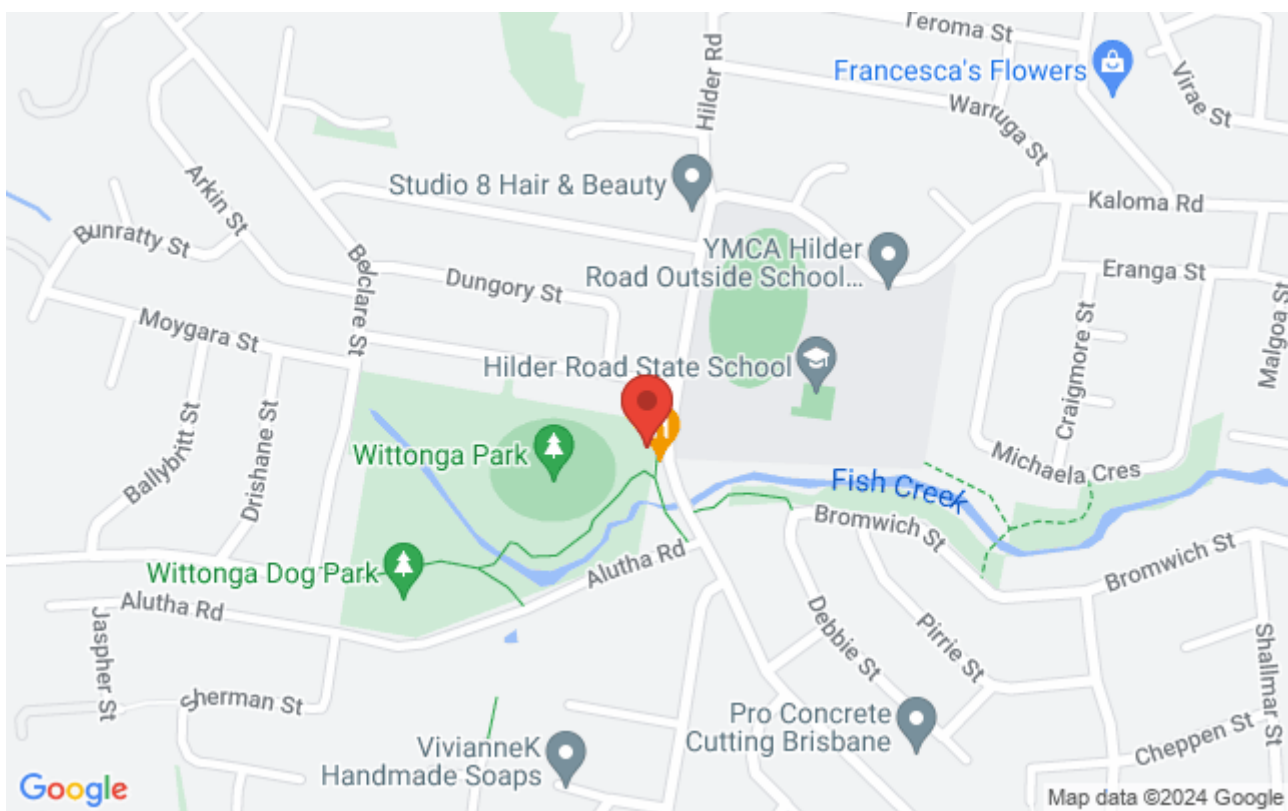 Teroma St
Hilder Rd
Francesca's Flowers
Virae St
Warruga St
Studio 8 Hair & Beauty
Arkin St
Kaloma Rd
Bunratty St
YMCA Hilder
Road Outside School...
Belclare St
Dungory St
Eranga St
Moygara St
Malgoa St
Craigmore St
Hilder Road State School
Ballybritt St
Drishane St
Wittonga Park
Michaela Cres
Fish Creek
Bromwich St
Alutha Rd
Bromwich St
Wittonga Dog Park
Alutha Rd
Jaspher St
Debbie St
Pirrie St
Shallmar St
Sherman St
Pro Concrete
Cutting Brisbane
Cheppen St
VivianneK
Handmade Soaps
Google
Map data ©2024 Google